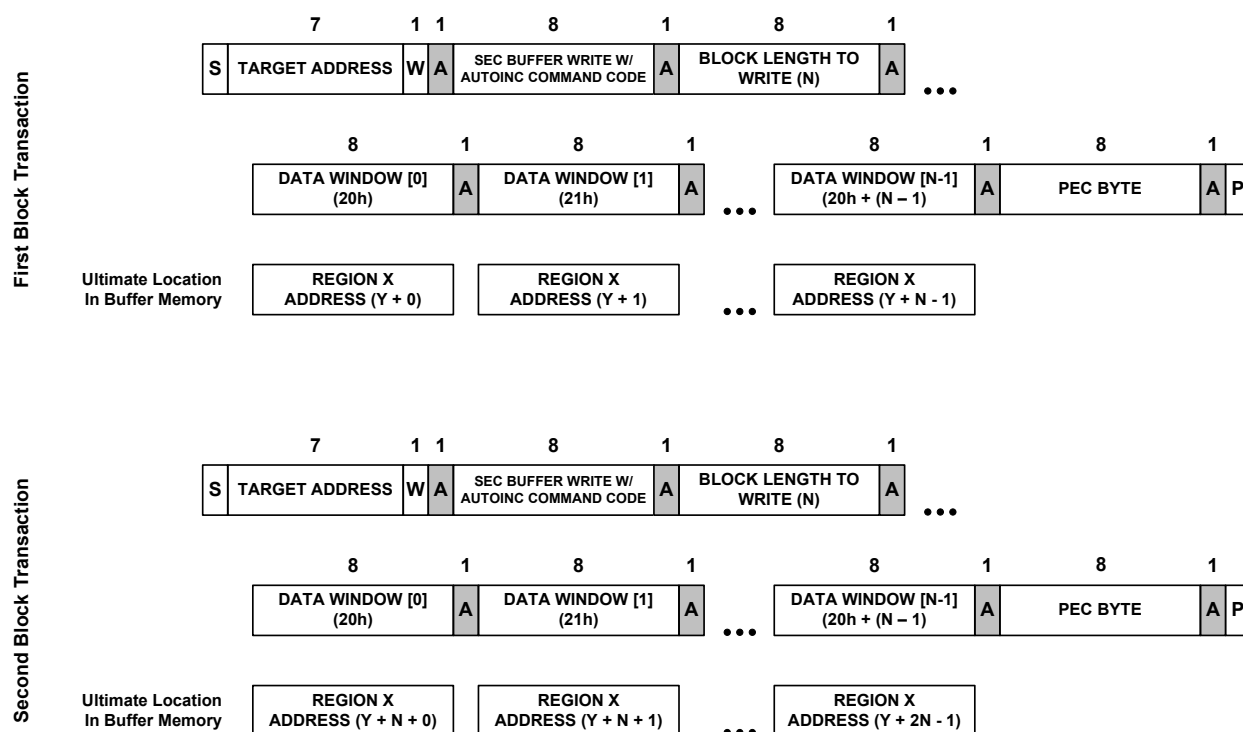 First Block Transaction
7 1 1 8 1 8 1
S TARGET ADDRESS W A SEC BUFFER WRITE W/ AUTOINC COMMAND CODE A BLOCK LENGTH TO WRITE (N) A
•••
8 1 8 1 8 1 8 1
DATA WINDOW [0] (20h) A DATA WINDOW [1] (21h) A ••• DATA WINDOW [N-1] (20h + (N – 1) A PEC BYTE A P
Ultimate Location
In Buffer Memory
REGION X
ADDRESS (Y + 0)
REGION X
ADDRESS (Y + 1)
•••
REGION X
ADDRESS (Y + N - 1)
Second Block Transaction
7 1 1 8 1 8 1
S TARGET ADDRESS W A SEC BUFFER WRITE W/ AUTOINC COMMAND CODE A BLOCK LENGTH TO WRITE (N) A
•••
8 1 8 1 8 1 8 1
DATA WINDOW [0] (20h) A DATA WINDOW [1] (21h) A ••• DATA WINDOW [N-1] (20h + (N – 1) A PEC BYTE A P
Ultimate Location
In Buffer Memory
REGION X
ADDRESS (Y + N + 0)
REGION X
ADDRESS (Y + N + 1)
•••
REGION X
ADDRESS (Y + 2N - 1)